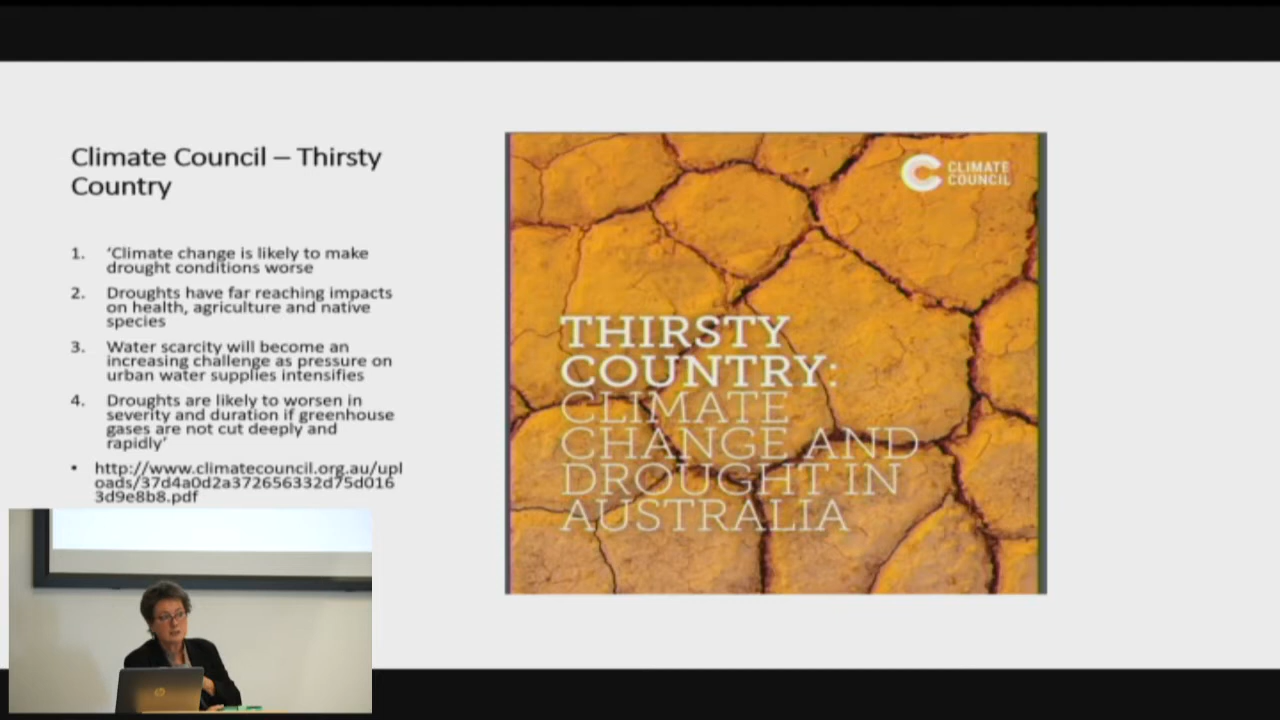 Climate Council – Thirsty
Country
1. ‘Climate change is likely to make
drought conditions worse
2. Droughts have far reaching impacts
on health, agriculture and native
species
3. Water scarcity will become an
increasing challenge as pressure on
urban water supplies intensifies
4. Droughts are likely to worsen in
severity and duration if greenhouse
gases are not cut deeply and
rapidly’
• http://www.climatecouncil.org.au/upl
oads/37d4a0d2a372656332d75d016
3d9e8b8.pdf
CLIMATE
COUNCIL
THIRSTY
COUNTRY:
CLIMATE
CHANGE AND
DROUGHT IN
AUSTRALIA
hp